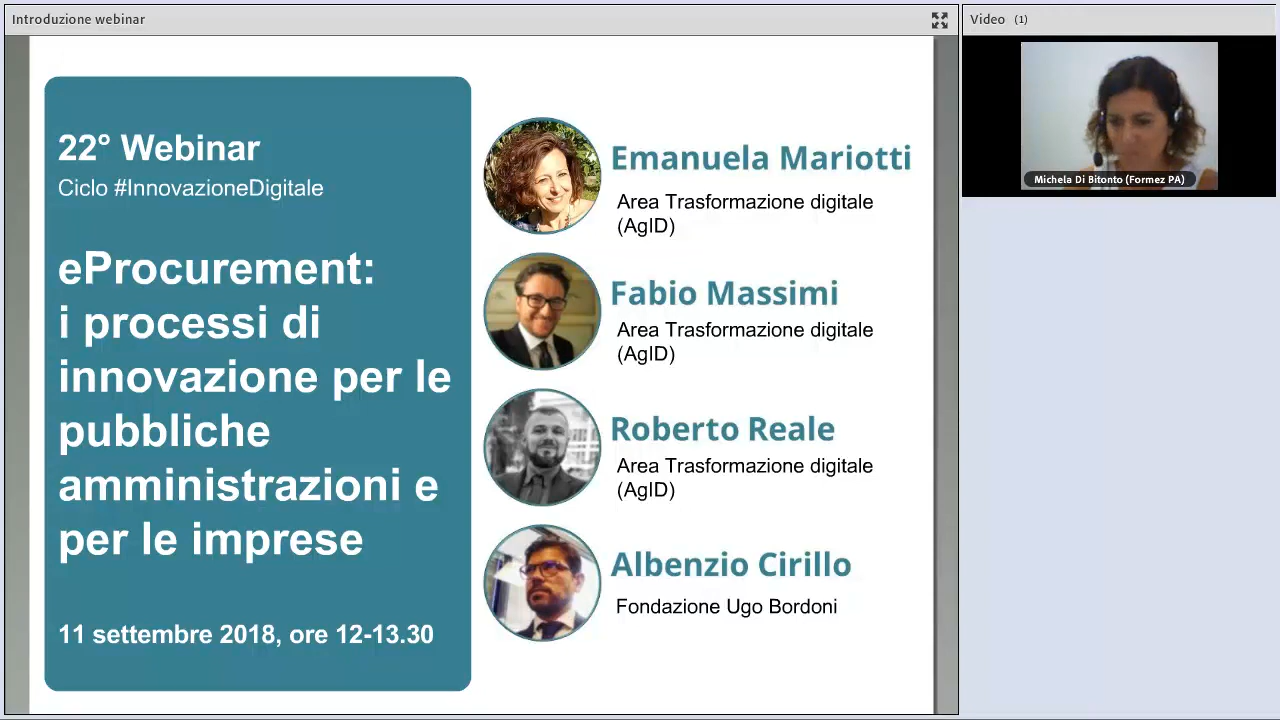 Introduzione webinar
Video (1)
22° Webinar
Ciclo #InnovazioneDigitale
eProcurement:
i processi di
innovazione per le
pubbliche
amministrazioni e
per le imprese
11 settembre 2018, ore 12-13.30
Emanuela Mariotti
Area Trasformazione digitale
(AgID)
Fabio Massimi
Area Trasformazione digitale
(AgID)
Roberto Reale
Area Trasformazione digitale
(AgID)
Albenzio Cirillo
Fondazione Ugo Bordoni
Michela Di Bitonto (Formez PA)